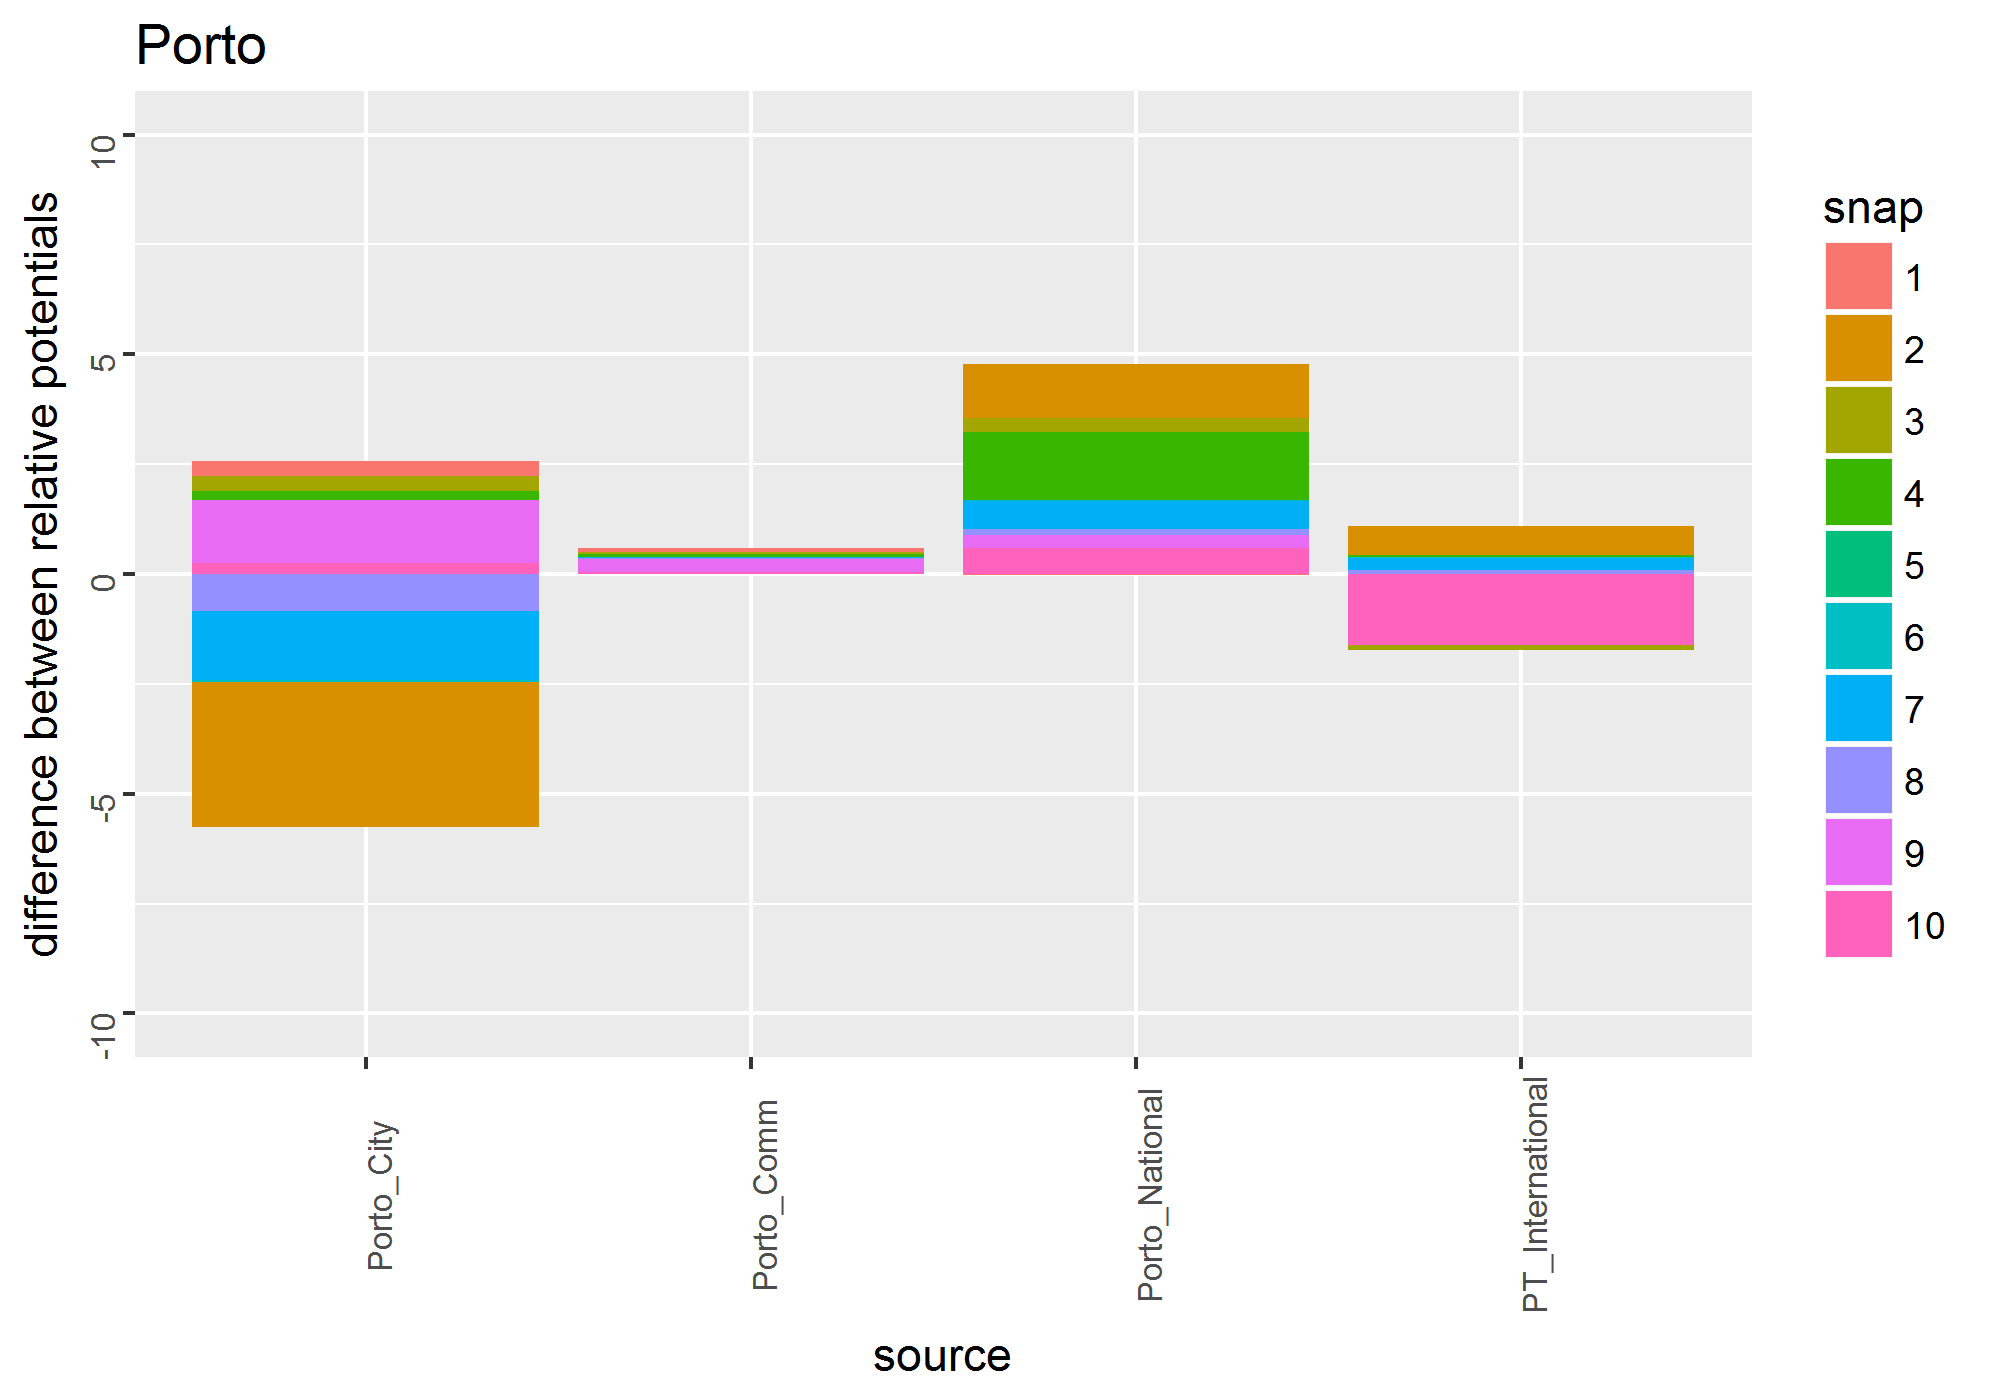 Porto
difference between relative potentials
10
5
0
-5
-10
Porto_City
Porto_Comm
Porto_National
PT_International
source
snap
1
2
3
4
5
6
7
8
9
10